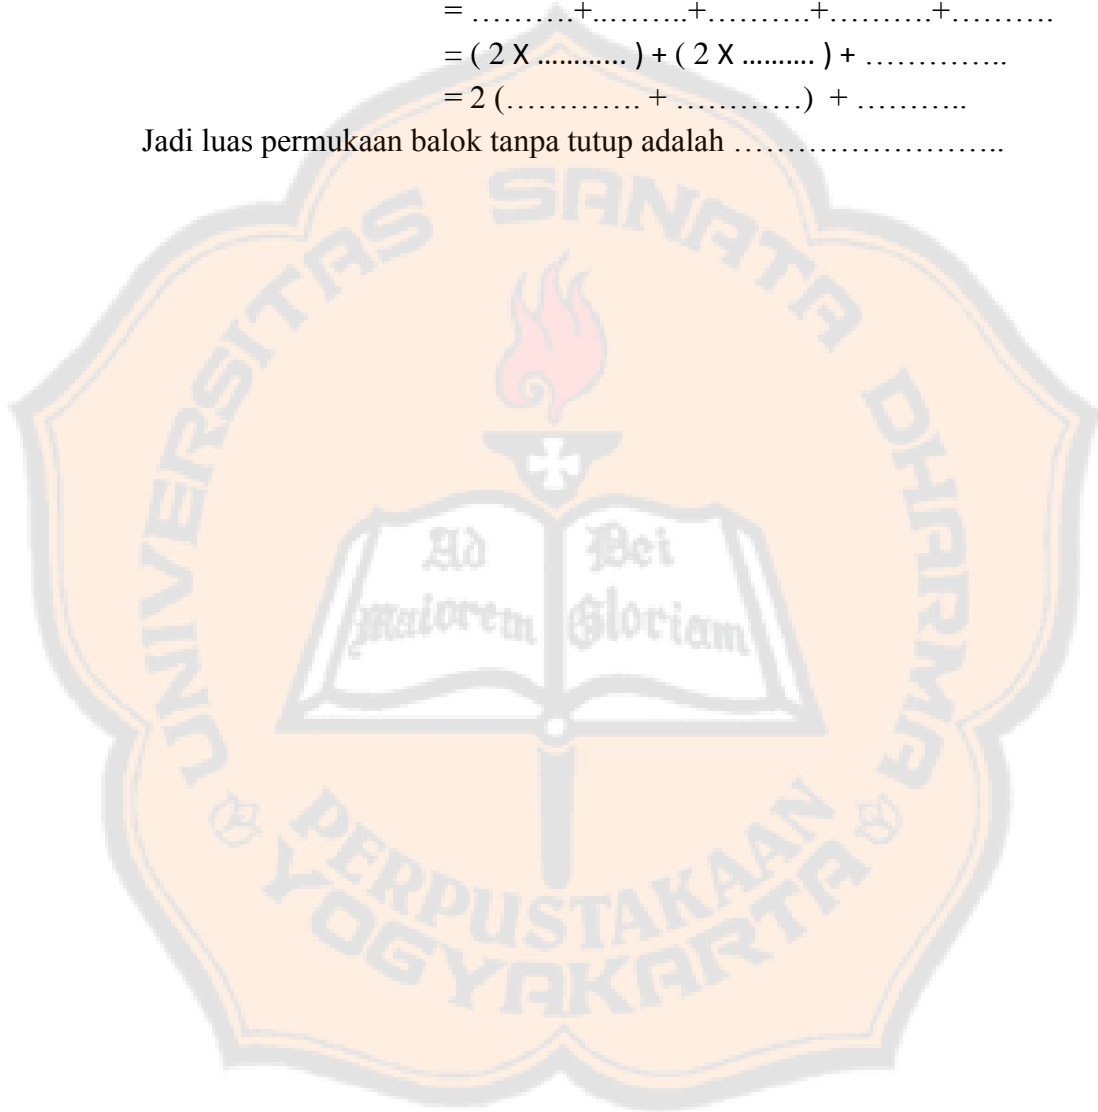 = ……….+..……..+……….+……….+……….
= ( 2 X ........... ) + ( 2 X .......... ) + …………..
= 2 (…………. + …………) + ………..
Jadi luas permukaan balok tanpa tutup adalah ……………………..
UNIVERSITAS SANATA DHARMA
Ad Dei
Maiorem Gloriam
PERPUSTAKAAN
YOGYAKARTA